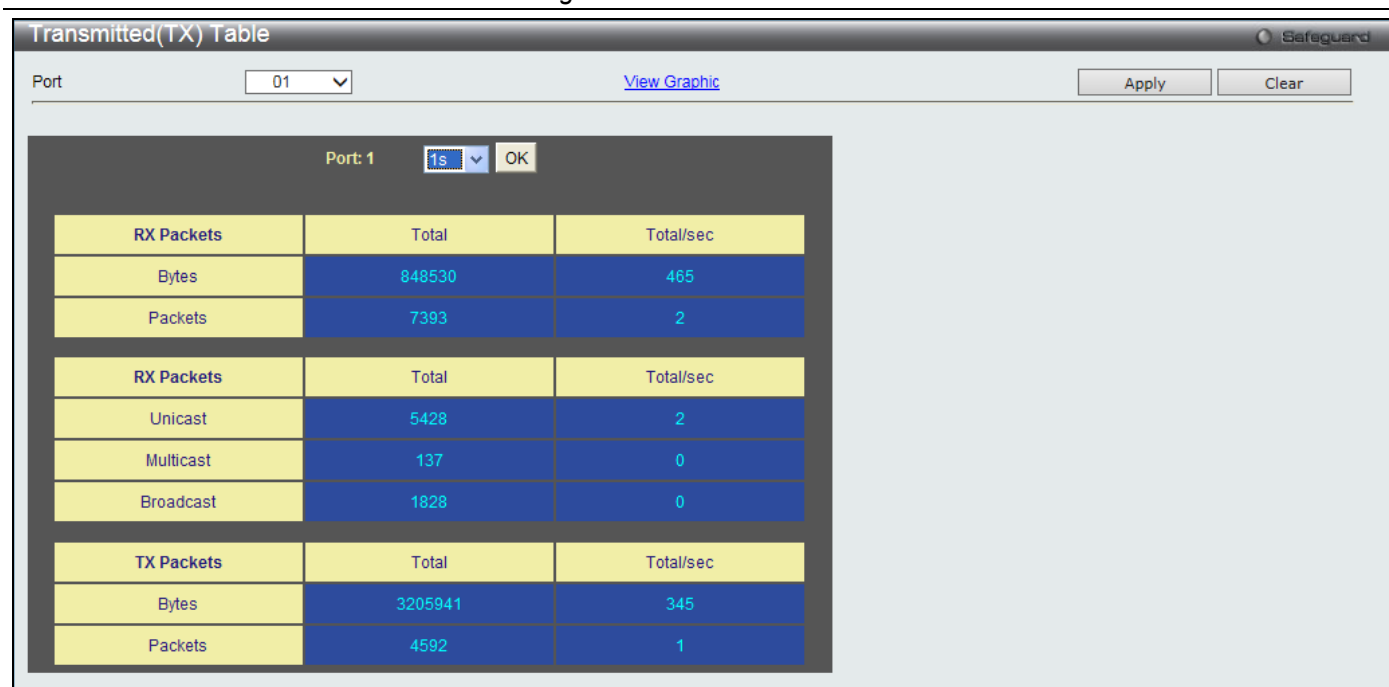 Transmitted(TX) Table
Safeguard
Port 01 View Graphic Apply Clear
Port: 1 1s OK
RX Packets Total Total/sec
Bytes 848530 465
Packets 7393 2
RX Packets Total Total/sec
Unicast 5428 2
Multicast 137 0
Broadcast 1828 0
TX Packets Total Total/sec
Bytes 3205941 345
Packets 4592 1